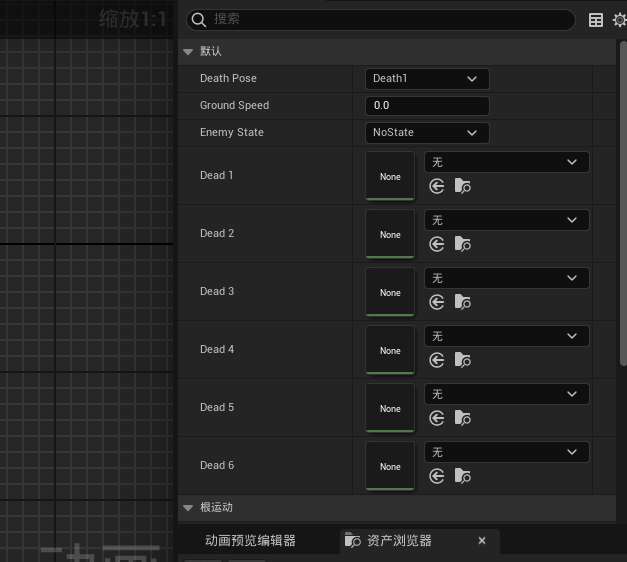 缩放1:1
搜索
默认
Death Pose Death1
Ground Speed 0.0
Enemy State NoState
Dead 1 None 无
Dead 2 None 无
Dead 3 None 无
Dead 4 None 无
Dead 5 None 无
Dead 6 None 无
根运动
动画预览编辑器 资产浏览器
动画